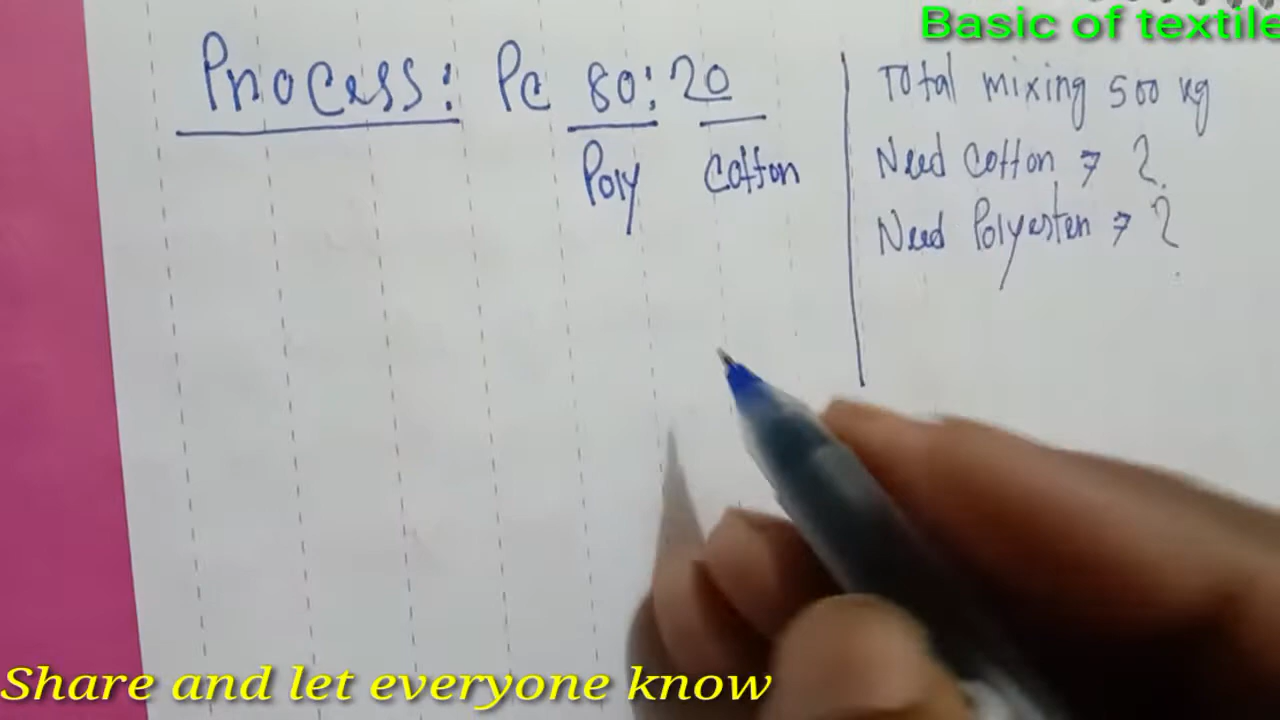 Basic of textile
Process: Pc 80:20
Poly Cotton
Total mixing 500 kg
Need Cotton → ?
Need Polyester → ?
Share and let everyone know